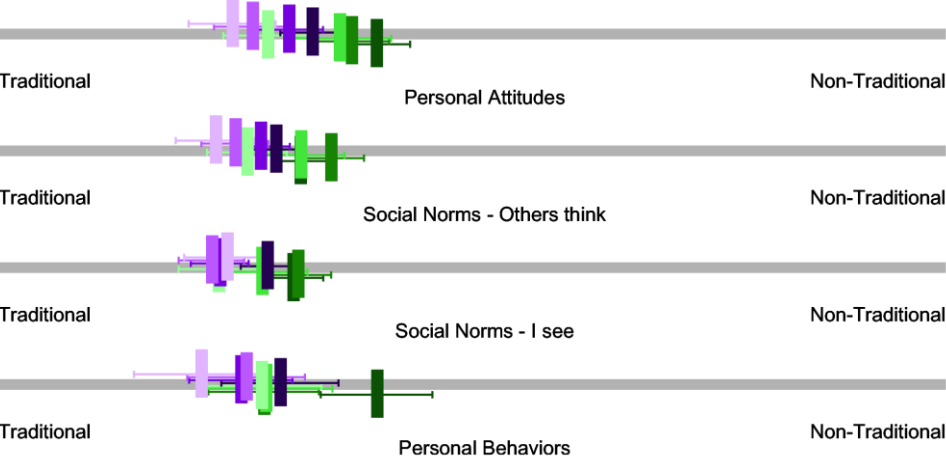 Traditional Non-Traditional
Personal Attitudes
Traditional Non-Traditional
Social Norms - Others think
Traditional Non-Traditional
Social Norms - I see
Traditional Non-Traditional
Personal Behaviors